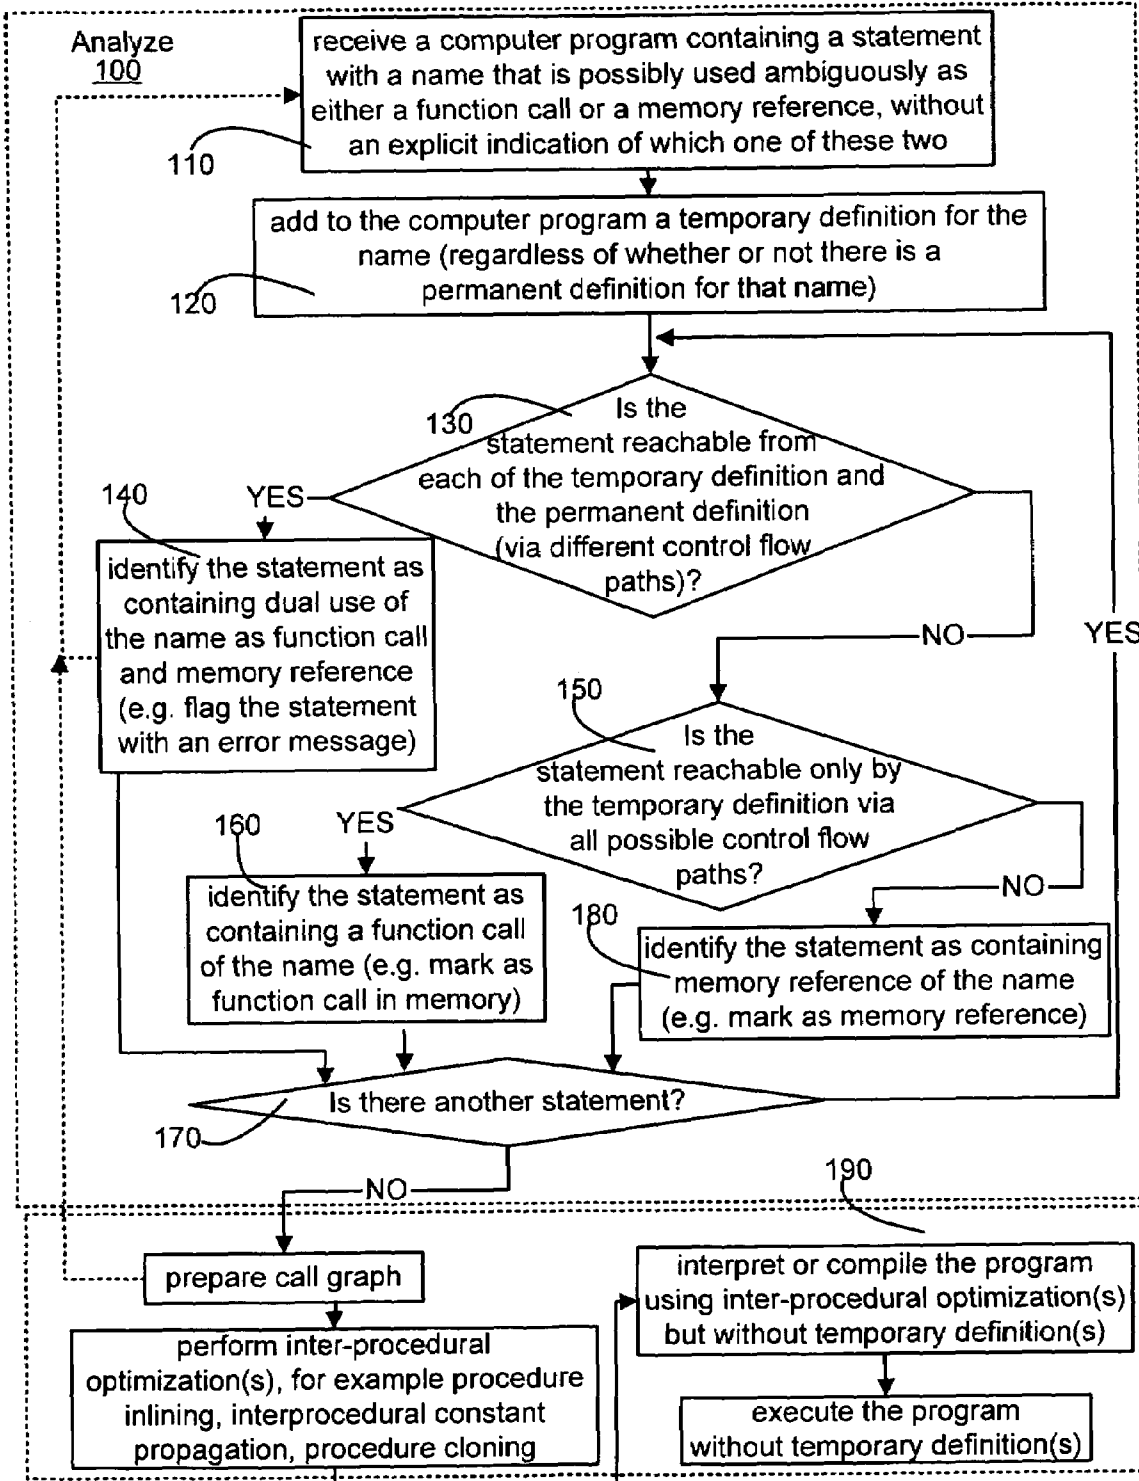 Analyze
100
receive a computer program containing a statement
with a name that is possibly used ambiguously as
either a function call or a memory reference, without
an explicit indication of which one of these two
110
add to the computer program a temporary definition for the
name (regardless of whether or not there is a
permanent definition for that name)
120
130
Is the
statement reachable from
each of the temporary definition and
the permanent definition
(via different control flow
paths)?
YES
NO
YES
140
identify the statement as
containing dual use of
the name as function call
and memory reference
(e.g. flag the statement
with an error message)
150
Is the
statement reachable only by
the temporary definition via
all possible control flow
paths?
YES
NO
160
identify the statement as
containing a function call
of the name (e.g. mark as
function call in memory)
180
identify the statement as containing
memory reference of the name
(e.g. mark as memory reference)
Is there another statement?
170
NO
190
prepare call graph
perform inter-procedural
optimization(s), for example procedure
inlining, interprocedural constant
propagation, procedure cloning
interpret or compile the program
using inter-procedural optimization(s)
but without temporary definition(s)
execute the program
without temporary definition(s)